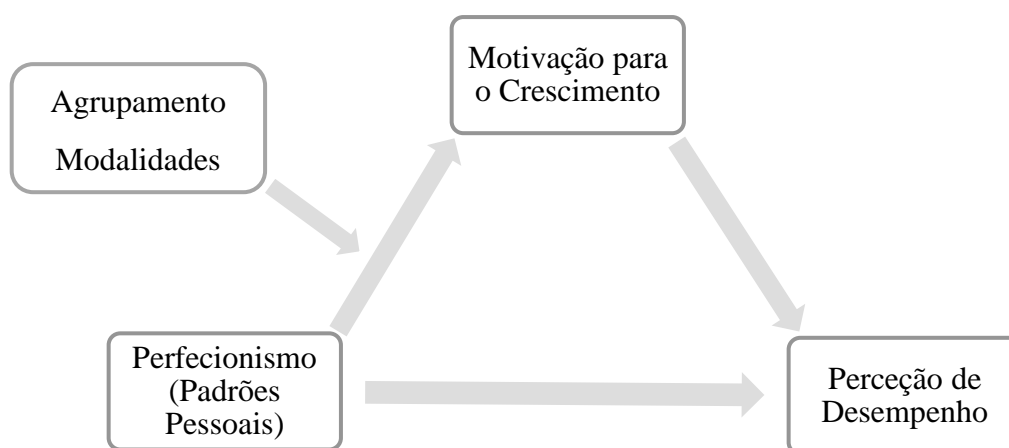 Motivação para
o Crescimento
Agrupamento
Modalidades
Perfecionismo
(Padrões
Pessoais)
Perceção de
Desempenho